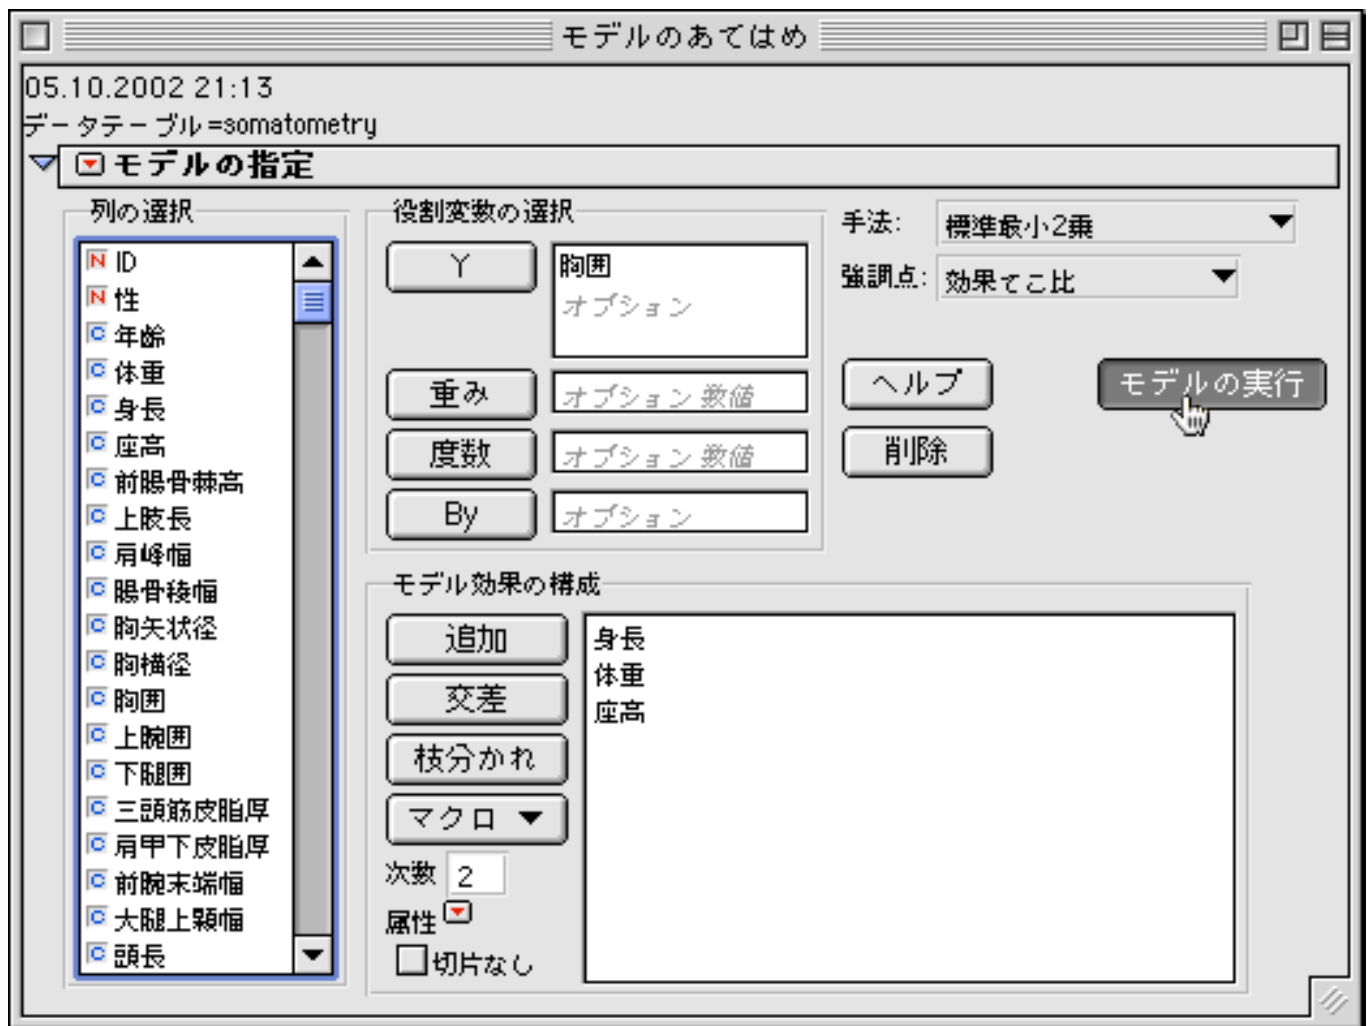 モデルのあてはめ
05.10.2002 21:13
データテーブル=somatometry
モデルの指定
列の選択
N ID
N 性
C 年齢
C 体重
C 身長
C 座高
C 前腸骨棘高
C 上肢長
C 肩峰幅
C 腸骨稜幅
C 胸矢状径
C 胸横径
C 胸囲
C 上腕囲
C 下腿囲
C 三頭筋皮脂厚
C 肩甲下皮脂厚
C 前腕末端幅
C 大腿上顆幅
C 頭長
役割変数の選択
Y
胸囲
オプション
重み
オプション 数値
度数
オプション 数値
By
オプション
手法: 標準最小2乗
強調点: 効果てこ比
ヘルプ
モデルの実行
削除
モデル効果の構成
追加
交差
枝分かれ
マクロ
次数 2
属性
切片なし
身長
体重
座高